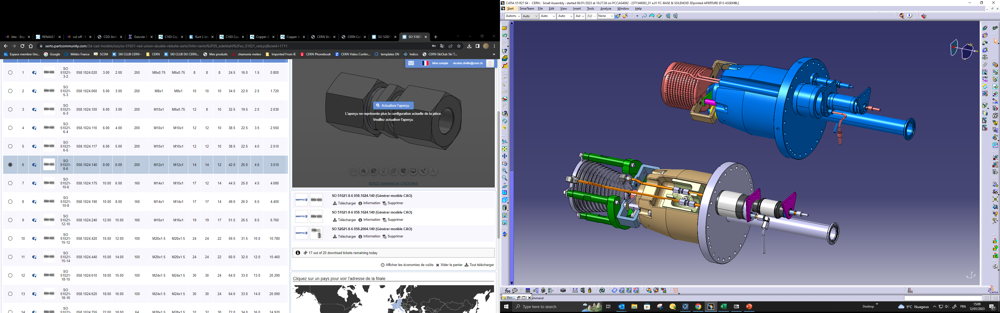 btw - Engl
RENAULT
cut off - E
CDD Arch
Execute D
C103 Cop
Kurt J. Les
C103 Cop
Copper Al
Copper Al
CERN Ski
CERN Cat
SO 52021
SO 51021
serto.partcommunity.com/3d-cad-models/sso/so-51021-red-union-double-réduite-serto?info=serto%2F05_edelstahl%2Fso_51021_red.prj&cwid=1711
Espace membre Uni...
Google
Météo France
SCEM
SKI CLUB CERN -
CERN
SKI CLUB DU CERN...
Mes produits
chamonix meteo
Imported From IE
CERN Phonebook
CERN Video Confer...
templates EN
Indico
CERN SkiClub Ski T...
»
1 SO 51021-3-2 058.1024.020 3.00 2.00 250 M6x0.75 M6x0.75 8 8 8 24.5 16.0 1.5 0.800
2 SO 51021-5-3 058.1024.060 5.00 3.00 250 M8x1 M8x1 10 10 10 34.0 22.0 2.5 1.720
3 SO 51021-6-3 058.1024.100 6.00 3.00 200 M10x1 M6x0.75 12 8 10 32.5 19.5 2.0 2.030
4 SO 51021-6-4 058.1024.110 6.00 4.00 200 M10x1 M10x1 12 12 10 38.5 22.5 3.5 2.550
5 SO 51021-6-5 058.1024.117 6.00 5.00 200 M10x1 M10x1 12 12 10 38.5 22.5 4.0 2.510
6 SO 51021-8-6 058.1024.140 8.00 6.00 200 M12x1 M12x1 14 14 12 42.0 25.0 4.5 3.510
7 SO 51021-10-6 058.1024.175 10.00 6.00 160 M14x1 M10x1 17 12 14 44.5 25.0 4.5 4.080
8 SO 51021-10-8 058.1024.190 10.00 8.00 160 M14x1 M14x1 17 17 14 49.0 26.0 6.5 4.400
9 SO 51021-12-10 058.1024.240 12.00 10.00 160 M16x1 M16x1 19 19 17 51.5 26.5 8.5 6.760
10 SO 51021-15-12 058.1024.420 15.00 12.00 100 M20x1.5 M20x1.5 24 24 22 59.5 31.5 10.0 10.780
11 SO 51021-15-14 058.1024.440 15.00 14.00 100 M20x1.5 M20x1.5 24 24 22 60.0 32.0 12.0 10.460
12 SO 51021-18-15 058.1024.610 18.00 15.00 100 M24x1.5 M24x1.5 30 30 24 64.0 33.0 13.0 20.290
13 SO 51021-18-16 058.1024.620 18.00 16.00 100 M24x1.5 M24x1.5 30 30 24 64.0 33.0 14.0 20.090
14 SO 058.1024.755 22.00 18.00 64 M28x1.5 M28x1.5 32 32 30 72.0 34.0 16.0 24.920
Mon compte nicolas.chellin@cern.ch
Actualiser l'aperçu
L'aperçu ne représente plus la configuration actuelle de la pièce.
Veuillez actualiser l'aperçu.
©2023 powered by CADENAS
SERTO
SO 51021-8-6 058.1024.140 (Générer modèle CAO)
Télécharger Information Supprimer
SERTO
SO 51021-8-6 058.1024.140 (Générer modèle CAO)
Télécharger Information Supprimer
SERTO
SO 52021-8-6 058.2004.140 (Générer modèle CAO)
Télécharger Information Supprimer
17 out of 20 download tickets remaining today
Afficher les économies de coûts Vider le panier Tout télécharger
Cliquez sur un pays pour voir l'adresse de la filiale
CATIA V5 R27 64 - CERN : Small Assembly : started 06/01/2023 at 10:27:38 on PCCAG4082 - [ST1546083_01 a.01 FC-BASE & SOLENOID 3Dprinted APERTURE Ø13 ASSEMBL]
Start SmarTeam File Edit View Insert Tools Analyze Window Help
Autom Auto Auto Auto Aut Aut None
Doc...
mmand
CATIA
Type here to search
Desktop
»
9°C Nuageux
FRA
15:09
12/01/2023
27